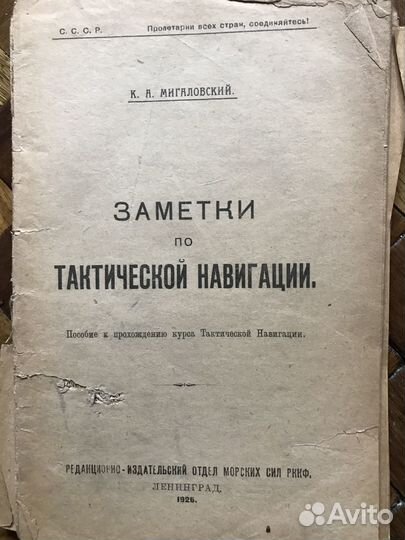 С. С. С. Р. Пролетарии всех стран, соединяйтесь!
К. А. МИГАЛОВСКИЙ.
ЗАМЕТКИ
ПО
ТАКТИЧЕСКОЙ НАВИГАЦИИ.
Пособие к прохождению курса Тактической Навигации.
РЕДАКЦИОННО-ИЗДАТЕЛЬСКИЙ ОТДЕЛ МОРСКИХ СИЛ РККФ.
ЛЕНИНГРАД.
1926.
Avito